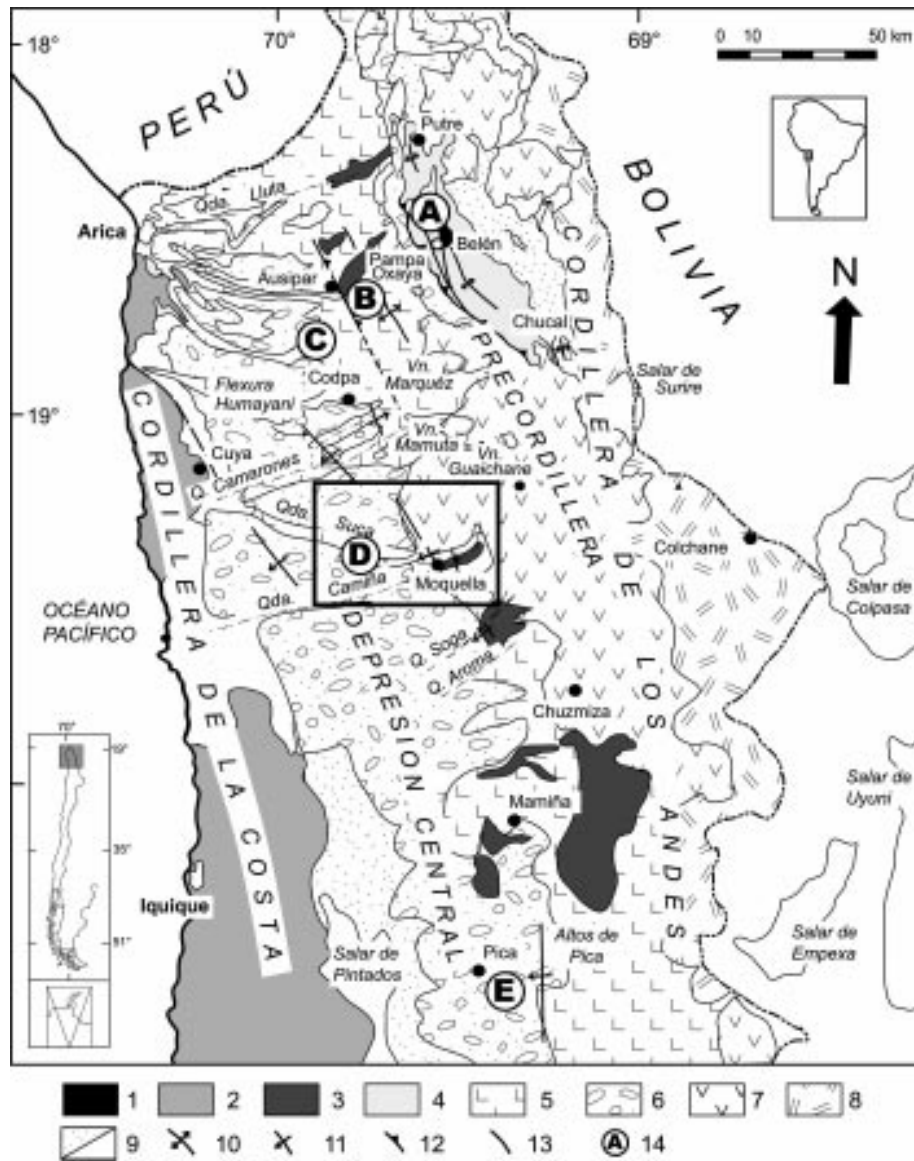 18°
70°
69°
0 10 50 km
PERÚ
Putre
BOLIVIA
Qda. Lluta
A
Arica
Belén
Pampa
Oxaya
Ausipar
B
N
Chucal
C
Vn.
Marquéz
Salar de
Surire
Codpa
Flexura
Humayani
19°
Vn.
Mamuta
Vn.
Guaichane
Cuya
Q. Camarones
PRECORDILLERA
CORDILLERA DE LOS ANDES
Qda. Suca
D
Colchane
Camiña
Moquella
Qda.
Salar de
Coipasa
OCÉANO
PACÍFICO
Q. Soga
Q. Aroma
CORDILLERA DE LA COSTA
DEPRESION CENTRAL
Chuzmiza
70°
Salar de
Uyuni
Mamiña
Iquique
Altos de
Pica
Salar de
Pintados
Pica
E
Salar de
Empexa
1 2 3 4 5 6 7 8
9 10 11 12 13 A 14